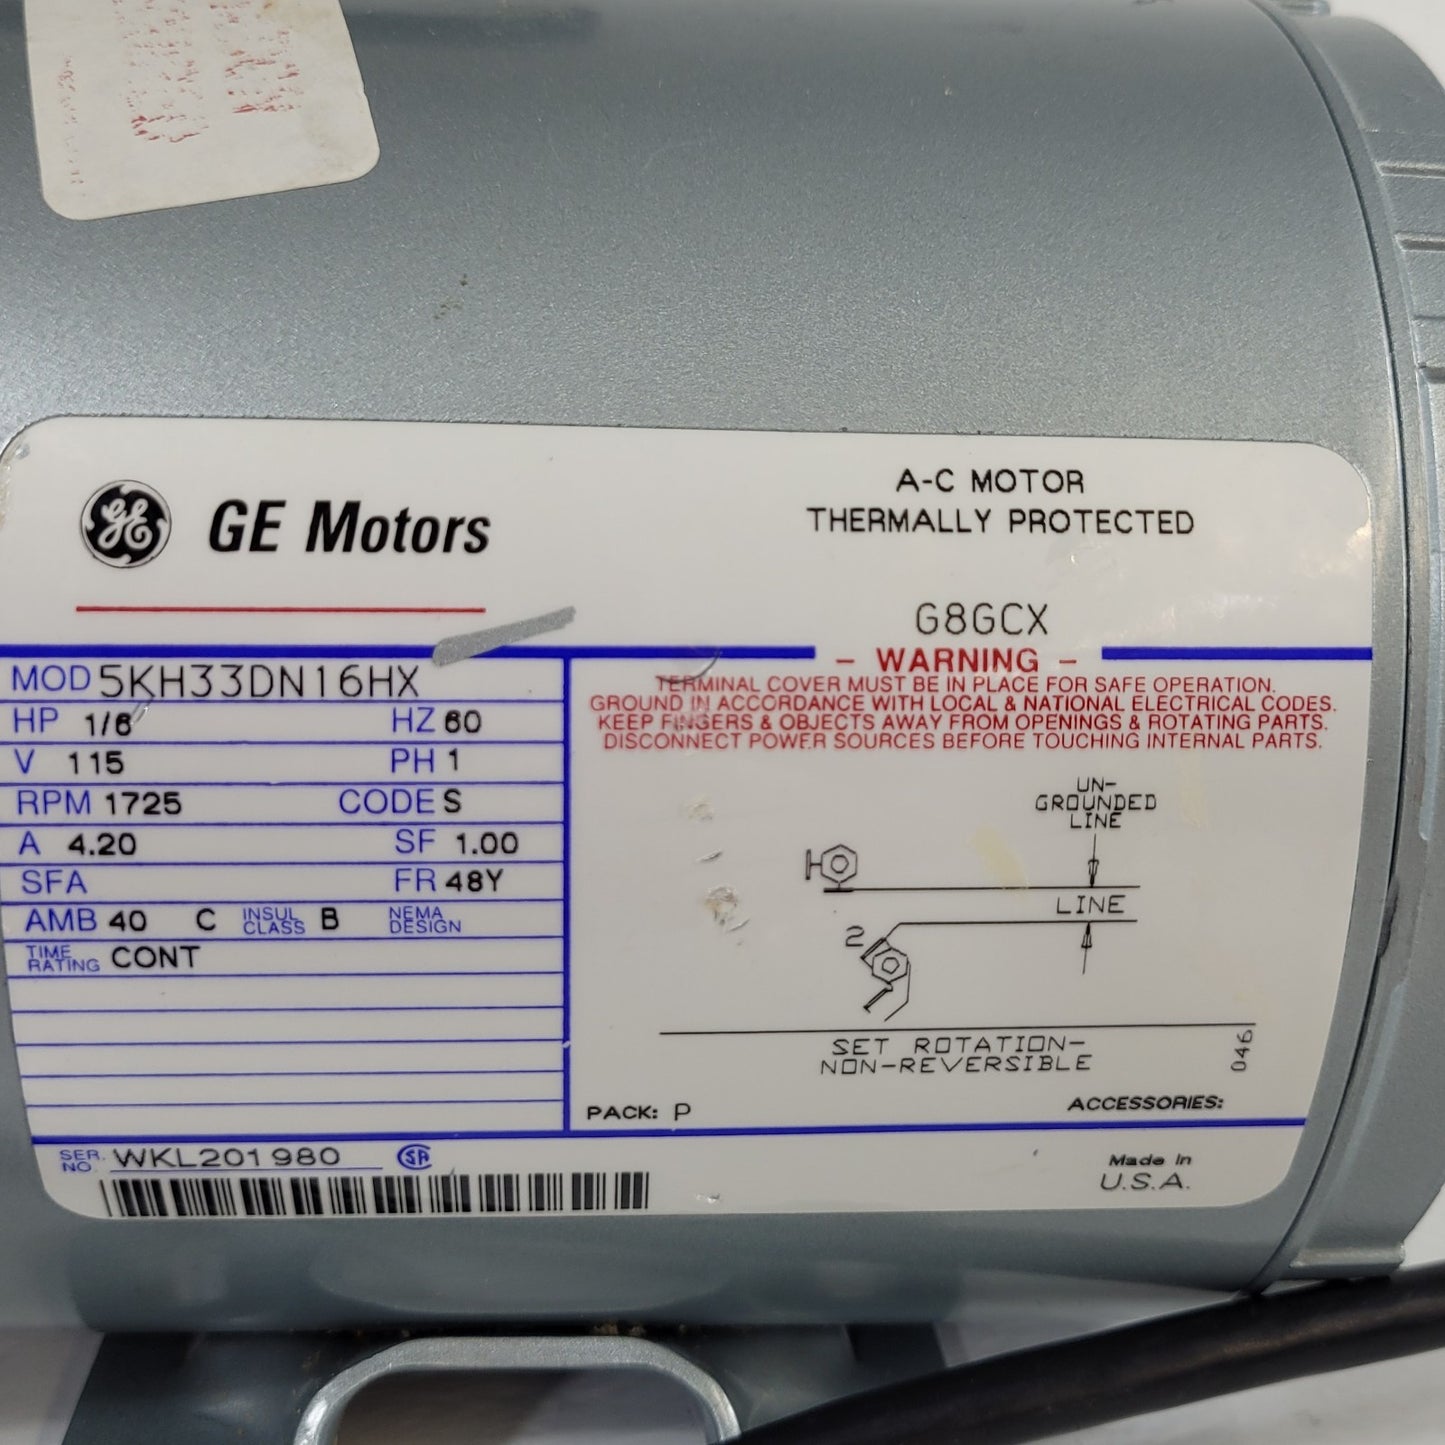 GE Motors
A-C MOTOR
THERMALLY PROTECTED
G8GCX
MOD 5KH33DN16HX
HP 1/6 HZ 60
V 115 PH 1
RPM 1725 CODE S
A 4.20 SF 1.00
SFA FR 48Y
AMB 40 C INSUL CLASS B NEMA DESIGN
TIME RATING CONT
- WARNING -
TERMINAL COVER MUST BE IN PLACE FOR SAFE OPERATION.
GROUND IN ACCORDANCE WITH LOCAL & NATIONAL ELECTRICAL CODES.
KEEP FINGERS & OBJECTS AWAY FROM OPENINGS & ROTATING PARTS.
DISCONNECT POWER SOURCES BEFORE TOUCHING INTERNAL PARTS.
UN-
GROUNDED
LINE
LINE
2
SET ROTATION-
NON-REVERSIBLE
046
PACK: P
ACCESSORIES:
SER. NO. WKL201980
Made in
U.S.A.